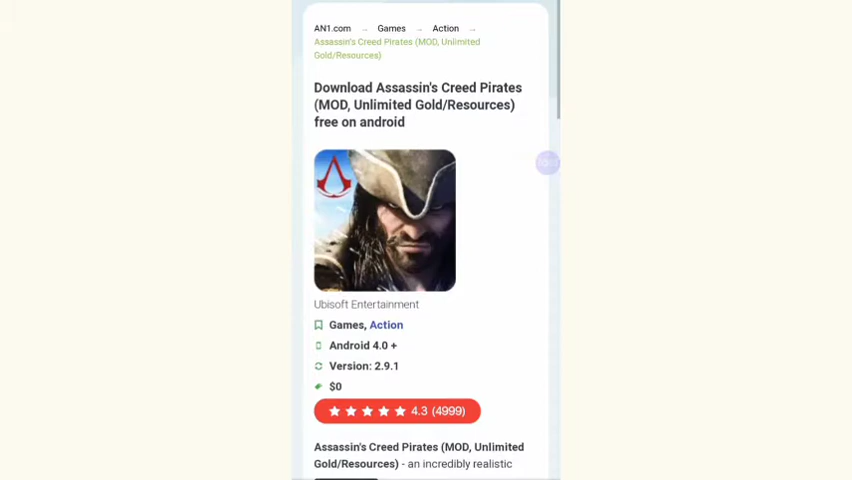 AN1.com → Games → Action →
Assassin's Creed Pirates (MOD, Unlimited
Gold/Resources)
Download Assassin's Creed Pirates
(MOD, Unlimited Gold/Resources)
free on android
Ubisoft Entertainment
Games, Action
Android 4.0 +
Version: 2.9.1
$0
4.3 (4999)
Assassin's Creed Pirates (MOD, Unlimited
Gold/Resources) - an incredibly realistic